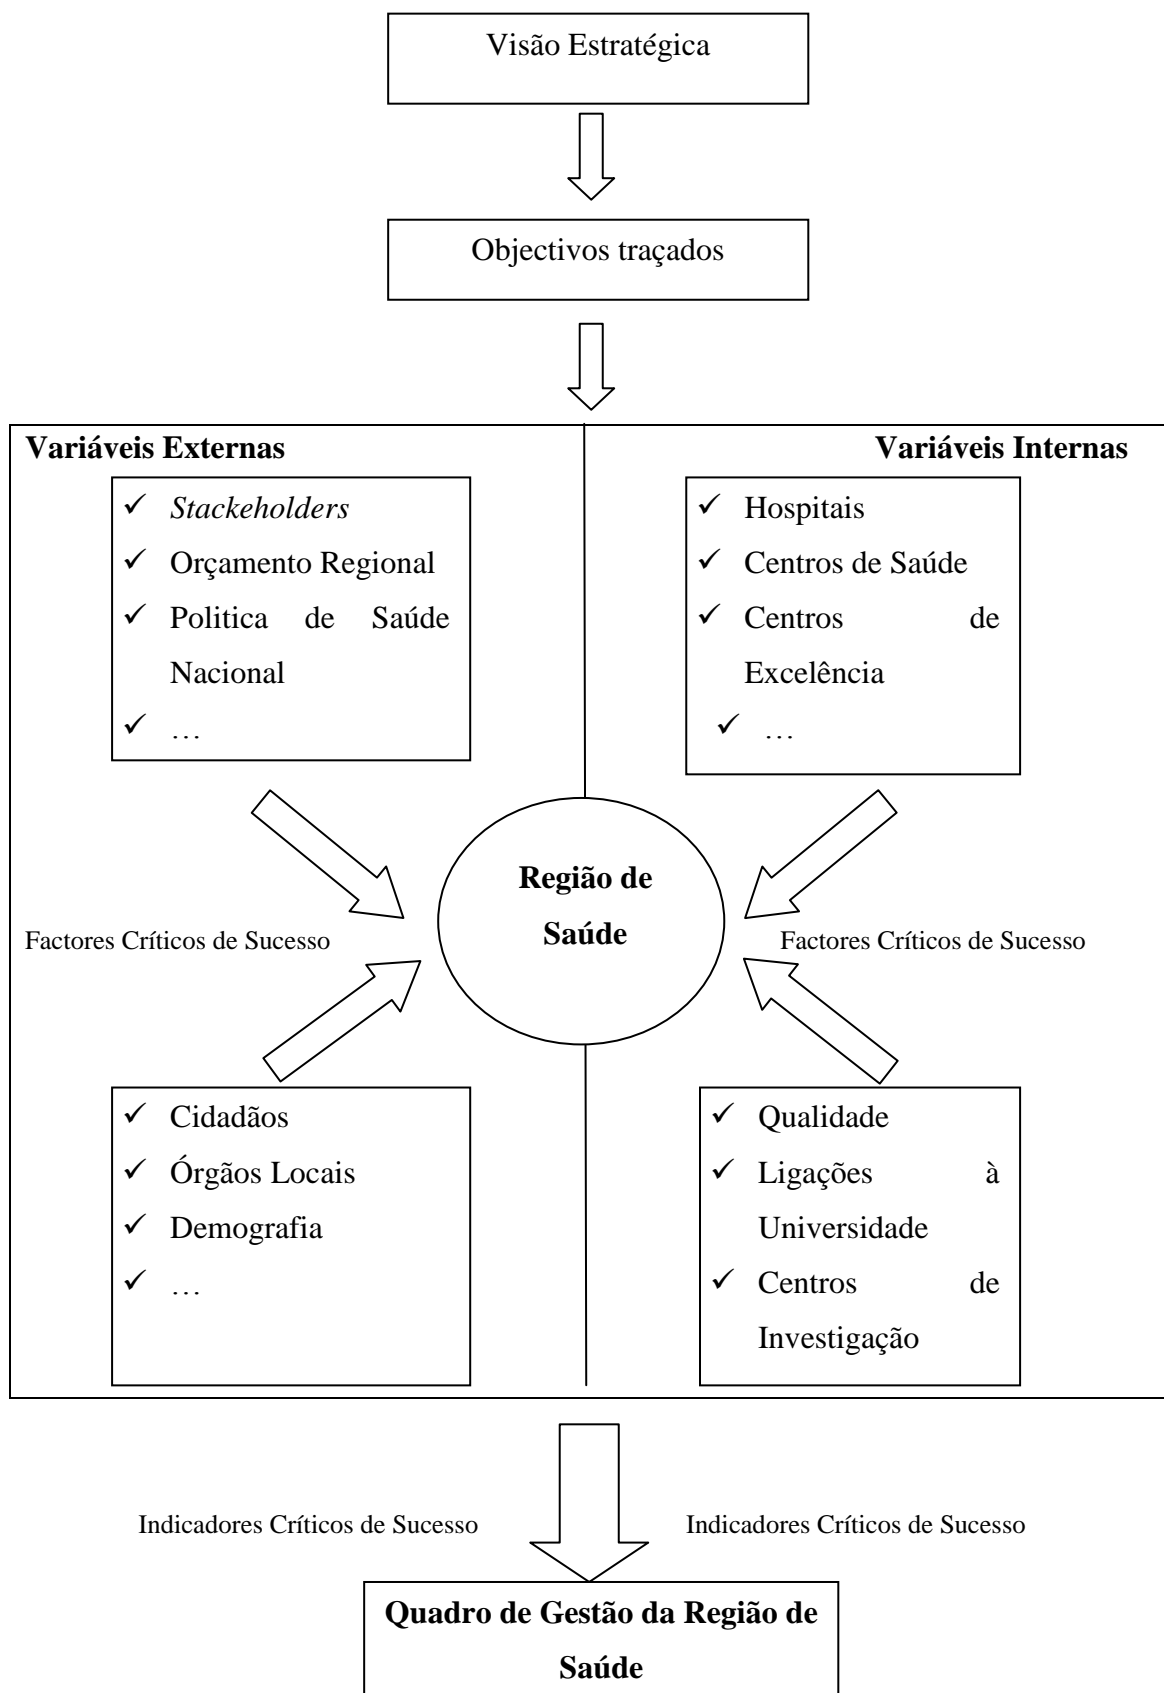 Visão Estratégica
Objectivos traçados
Variáveis Externas
Variáveis Internas
✓ Stackeholders
✓ Orçamento Regional
✓ Politica de Saúde
Nacional
✓ …
✓ Hospitais
✓ Centros de Saúde
✓ Centros de
Excelência
✓ …
Região de
Saúde
Factores Críticos de Sucesso
Factores Críticos de Sucesso
✓ Cidadãos
✓ Órgãos Locais
✓ Demografia
✓ …
✓ Qualidade
✓ Ligações à
Universidade
✓ Centros de
Investigação
Indicadores Críticos de Sucesso
Indicadores Críticos de Sucesso
Quadro de Gestão da Região de
Saúde